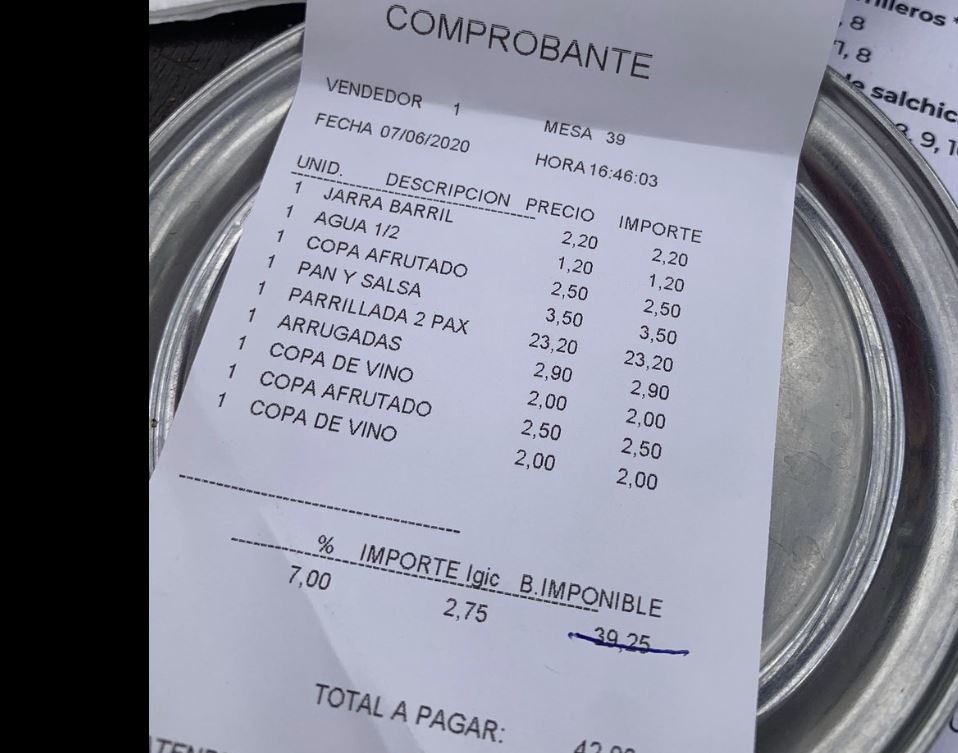 COMPROBANTE
VENDEDOR 1 MESA 39
FECHA 07/06/2020 HORA 16:46:03
UNID. DESCRIPCION PRECIO IMPORTE
1 JARRA BARRIL 2,20 2,20
1 AGUA 1/2 1,20 1,20
1 COPA AFRUTADO 2,50 2,50
1 PAN Y SALSA 3,50 3,50
1 PARRILLADA 2 PAX 23,20 23,20
1 ARRUGADAS 2,90 2,90
1 COPA DE VINO 2,00 2,00
1 COPA AFRUTADO 2,50 2,50
1 COPA DE VINO 2,00 2,00
% IMPORTE Igic B.IMPONIBLE
7,00 2,75 39,25
TOTAL A PAGAR:
, 8
, 8
salchic
9,